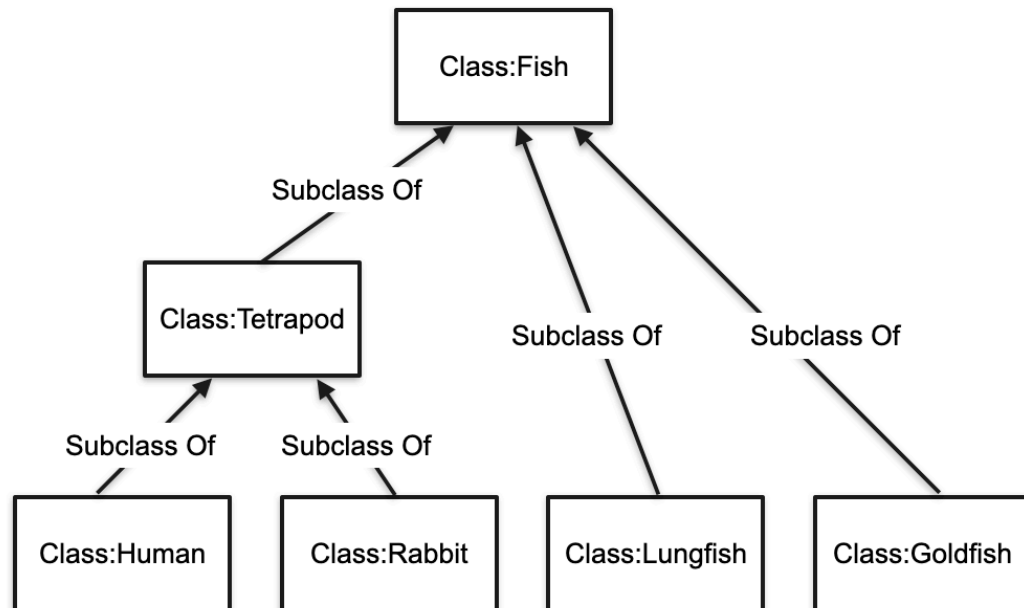 Class:Fish
Subclass Of
Class:Tetrapod
Subclass Of
Subclass Of
Subclass Of
Subclass Of
Class:Human
Class:Rabbit
Class:Lungfish
Class:Goldfish